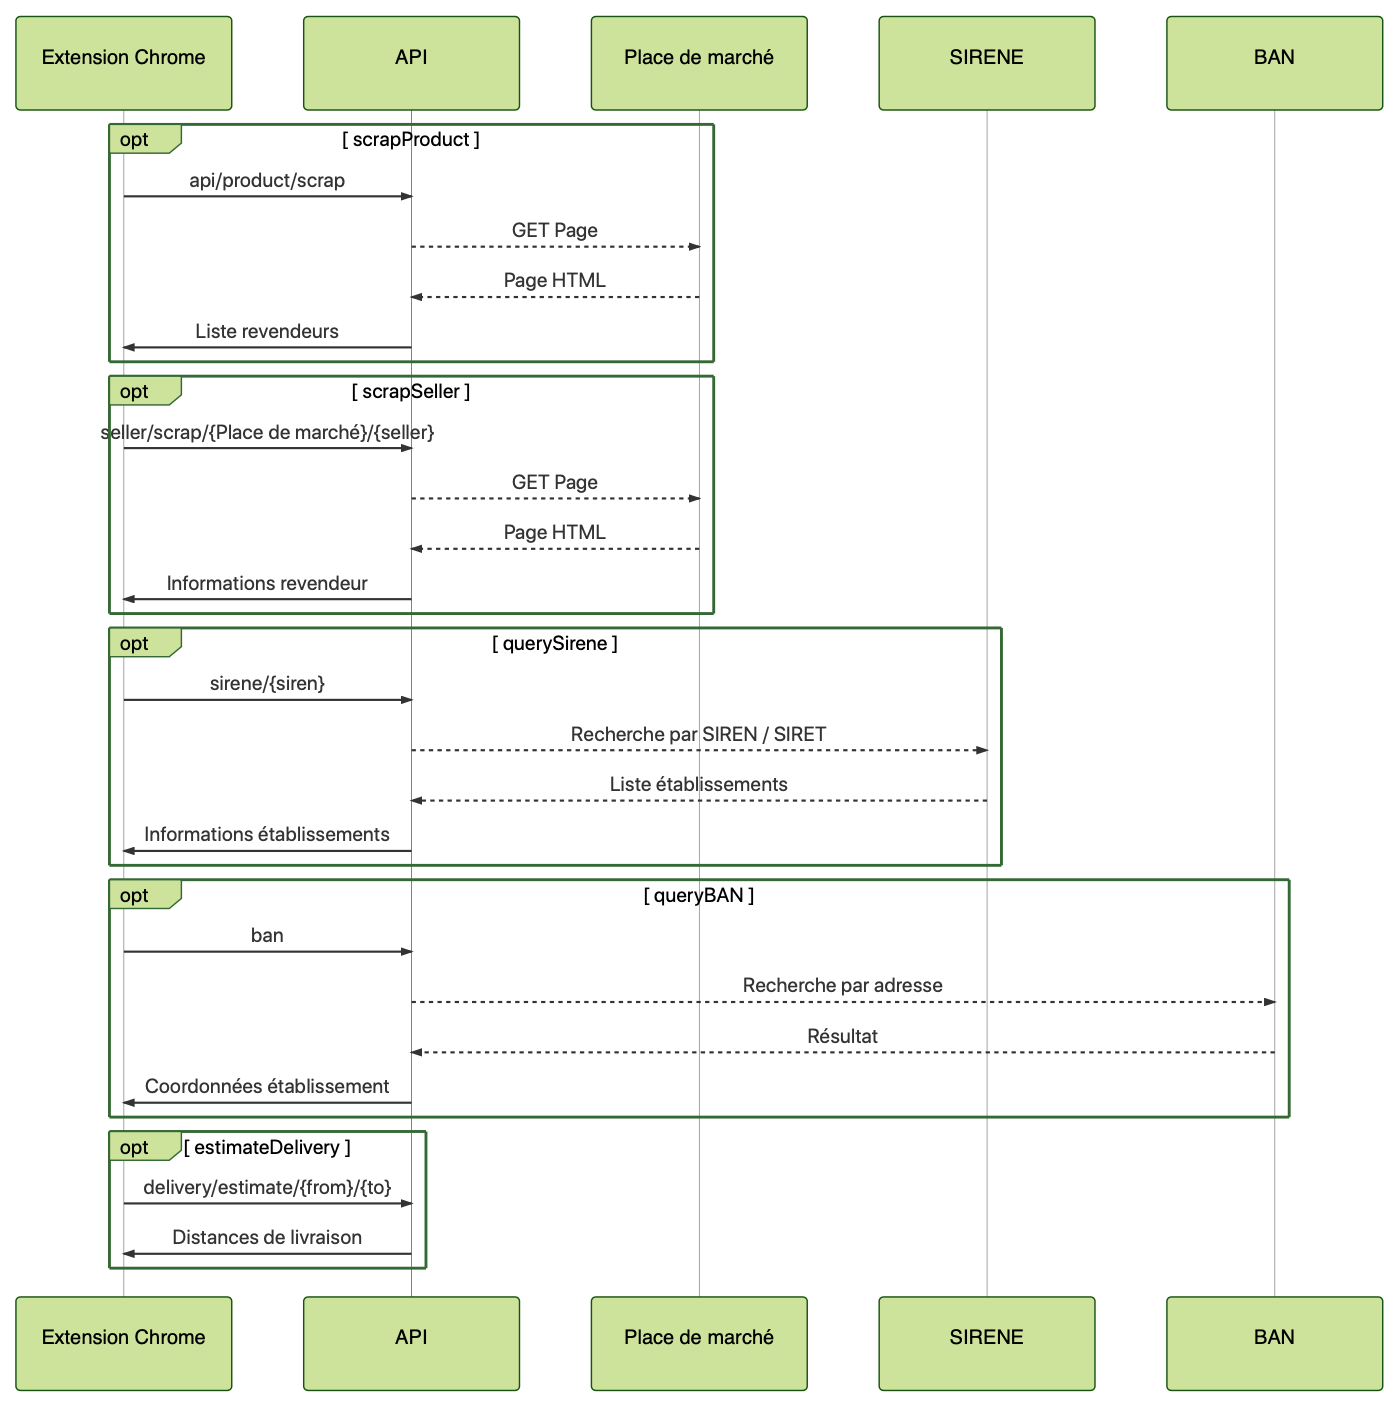 Extension Chrome
API
Place de marché
SIRENE
BAN
opt
[ scrapProduct ]
api/product/scrap
GET Page
Page HTML
Liste revendeurs
opt
[ scrapSeller ]
seller/scrap/{Place de marché}/{seller}
GET Page
Page HTML
Informations revendeur
opt
[ querySirene ]
sirene/{siren}
Recherche par SIREN / SIRET
Liste établissements
Informations établissements
opt
[ queryBAN ]
ban
Recherche par adresse
Résultat
Coordonnées établissement
opt
[ estimateDelivery ]
delivery/estimate/{from}/{to}
Distances de livraison
Extension Chrome
API
Place de marché
SIRENE
BAN